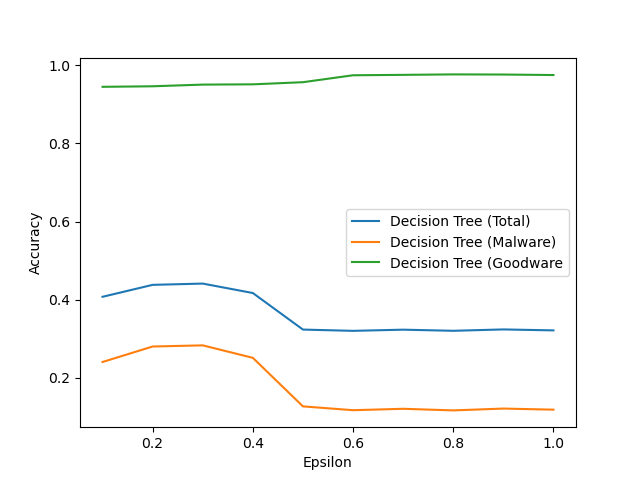 1.0
0.8
0.6
0.4
0.2
Accuracy
Decision Tree (Total)
Decision Tree (Malware)
Decision Tree (Goodware
0.2 0.4 0.6 0.8 1.0
Epsilon